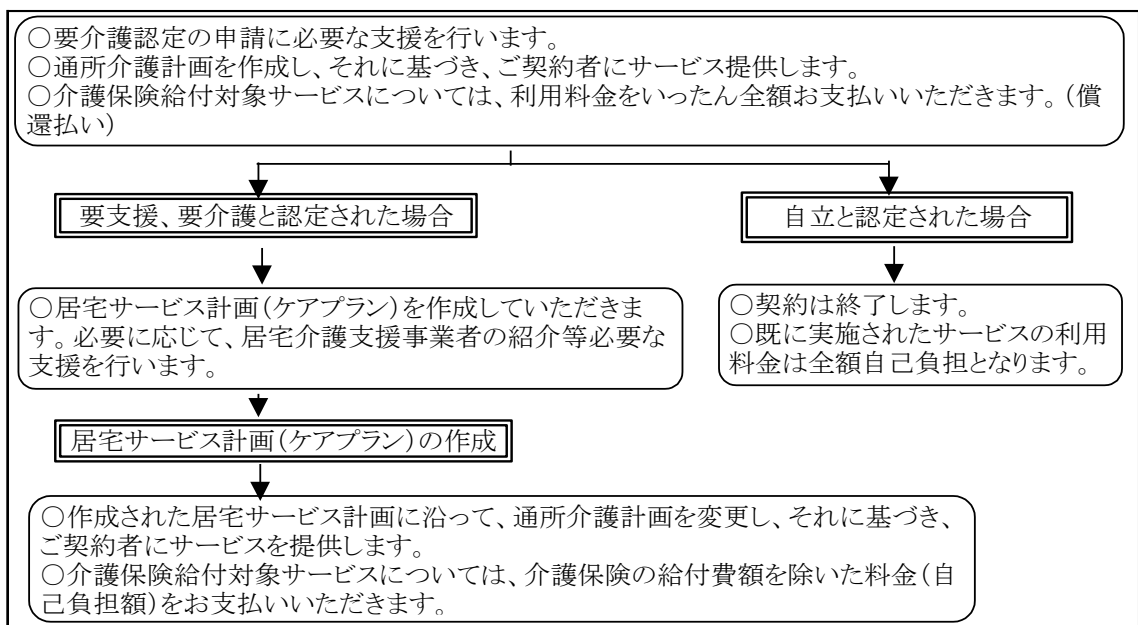 ○要介護認定の申請に必要な支援を行います。
○通所介護計画を作成し、それに基づき、ご契約者にサービス提供します。
○介護保険給付対象サービスについては、利用料金をいったん全額お支払いいただきます。(償
還払い)
要支援、要介護と認定された場合
自立と認定された場合
○居宅サービス計画(ケアプラン)を作成していただきま
す。必要に応じて、居宅介護支援事業者の紹介等必要な
支援を行います。
○契約は終了します。
○既に実施されたサービスの利用
料金は全額自己負担となります。
居宅サービス計画(ケアプラン)の作成
○作成された居宅サービス計画に沿って、通所介護計画を変更し、それに基づき、
ご契約者にサービスを提供します。
○介護保険給付対象サービスについては、介護保険の給付費額を除いた料金(自
己負担額)をお支払いいただきます。